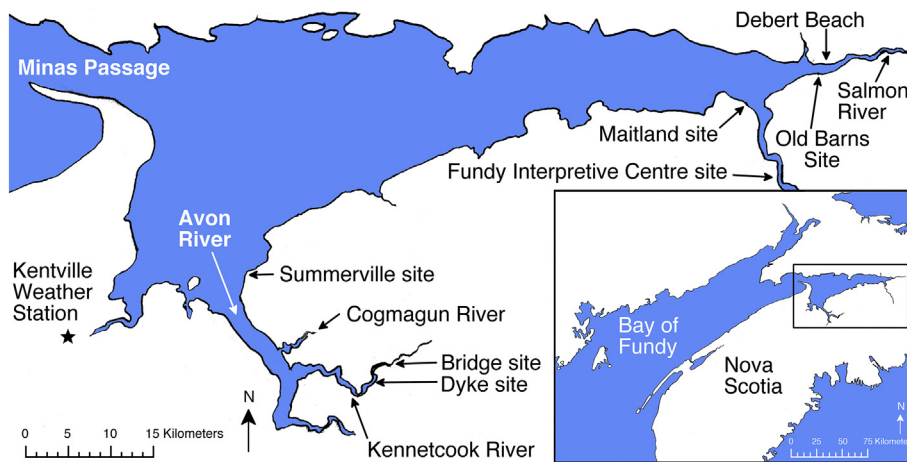 Debert Beach
Minas Passage
Salmon
River
Maitland site
Old Barns
Site
Fundy Interpretive Centre site
Avon
River
Kentville
Weather
Station
Summerville site
Cogmagun River
Bridge site
Dyke site
Kennetcook River
N
0 5 10 15 Kilometers
Bay of
Fundy
Nova
Scotia
N
0 25 50 75 Kilometers